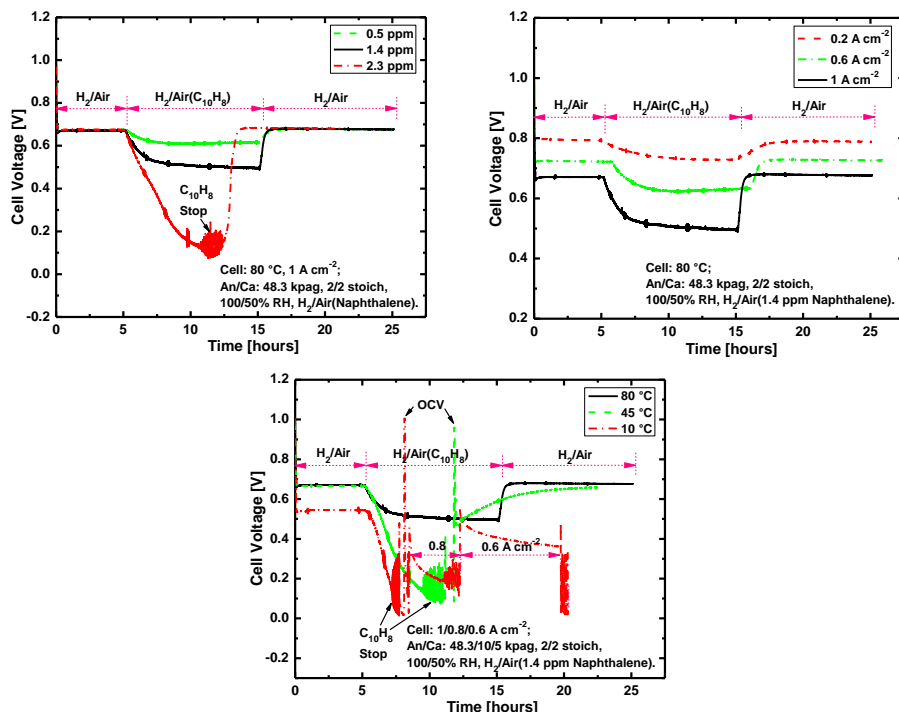 0.5 ppm
1.4 ppm
2.3 ppm
H₂/Air H₂/Air(C₁₀H₈) H₂/Air
C₁₀H₈
Stop
Cell: 80 °C, 1 A cm⁻²;
An/Ca: 48.3 kpag, 2/2 stoich,
100/50% RH, H₂/Air(Naphthalene).
1.2
1.0
0.8
0.6
0.4
0.2
0.0
-0.2
Cell Voltage [V]
0 5 10 15 20 25
Time [hours]
0.2 A cm⁻²
0.6 A cm⁻²
1 A cm⁻²
H₂/Air H₂/Air(C₁₀H₈) H₂/Air
Cell: 80 °C;
An/Ca: 48.3 kpag, 2/2 stoich,
100/50% RH, H₂/Air(1.4 ppm Naphthalene).
1.2
1.0
0.8
0.6
0.4
0.2
Cell Voltage [V]
0 5 10 15 20 25
Time [hours]
80 °C
45 °C
10 °C
OCV
H₂/Air H₂/Air(C₁₀H₈) H₂/Air
0.8 0.6 A cm⁻²
C₁₀H₈
Stop
Cell: 1/0.8/0.6 A cm⁻²;
An/Ca: 48.3/10/5 kpag, 2/2 stoich,
100/50% RH, H₂/Air(1.4 ppm Naphthalene).
1.2
1.0
0.8
0.6
0.4
0.2
0.0
-0.2
Cell Voltage [V]
0 5 10 15 20 25
Time [hours]